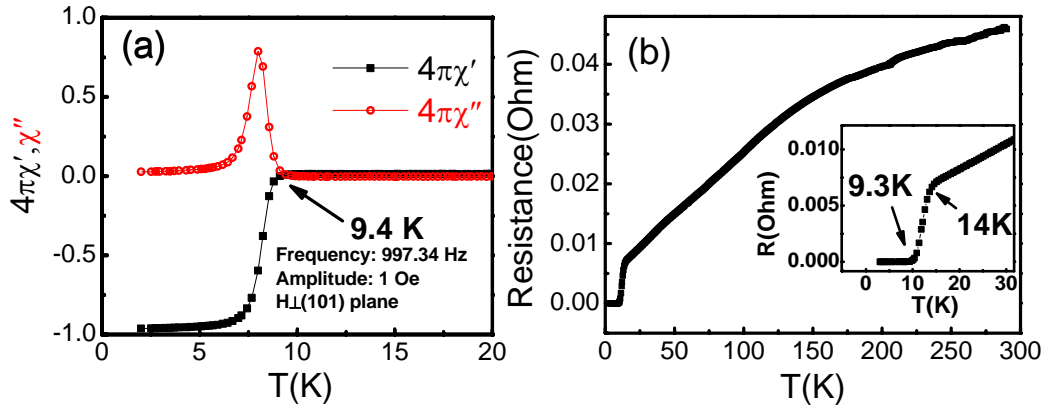 (a)
4πχ′
4πχ″
4πχ′, χ″
1.0
0.5
0.0
-0.5
-1.0
9.4 K
Frequency: 997.34 Hz
Amplitude: 1 Oe
H⊥(101) plane
0 5 10 15 20
T(K)
(b)
Resistance(Ohm)
0.04
0.03
0.02
0.01
0.00
0 50 100 150 200 250 300
T(K)
R(Ohm)
0.010
0.005
0.000
9.3K
14K
0 10 20 30
T(K)